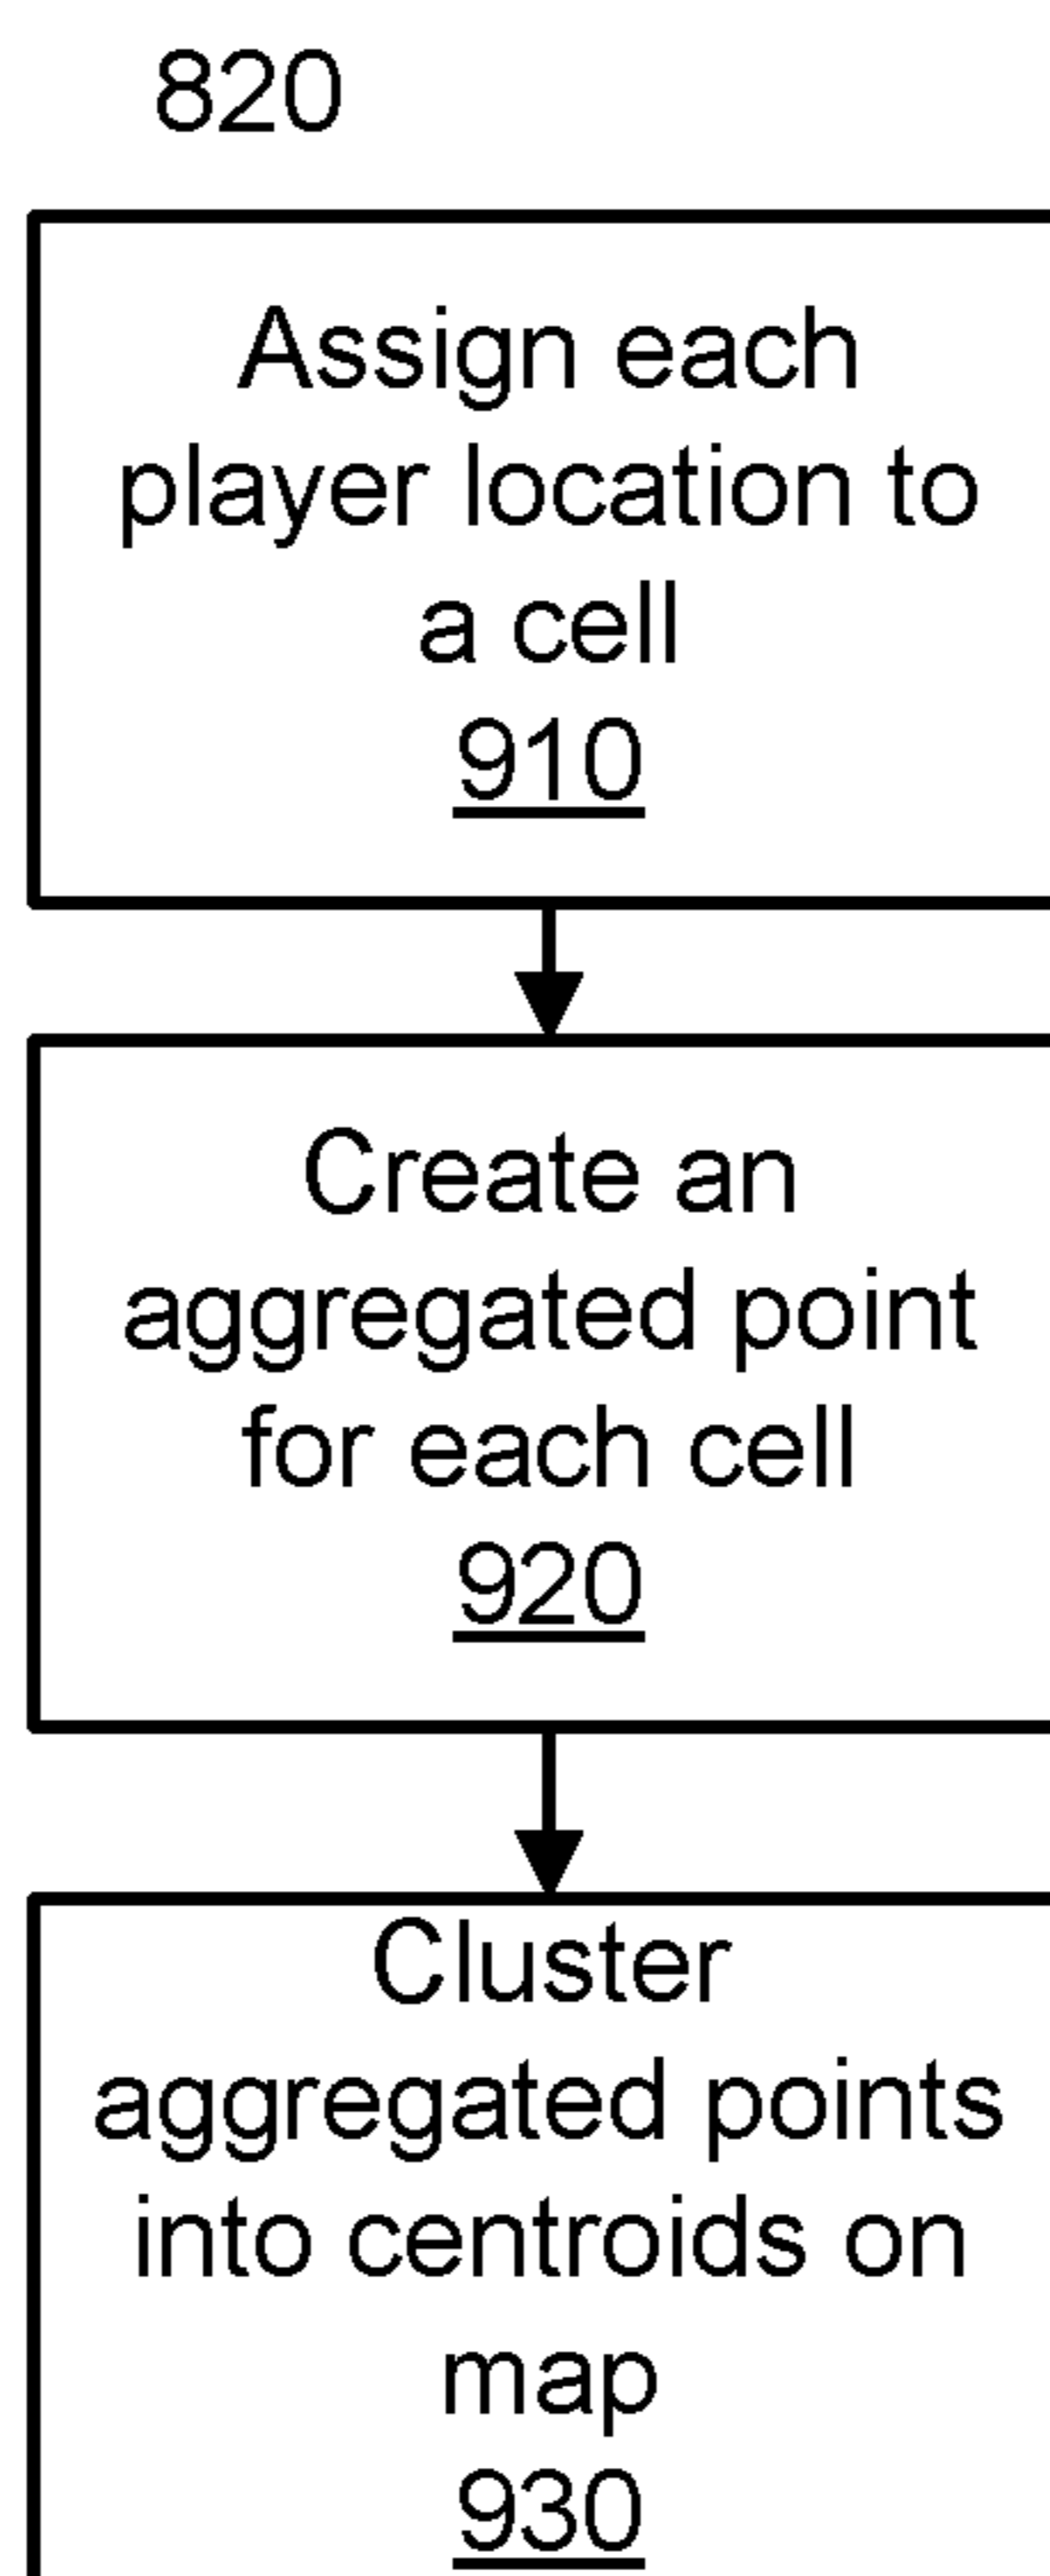 820
Assign each
player location to
a cell
910
Create an
aggregated point
for each cell
920
Cluster
aggregated points
into centroids on
map
930